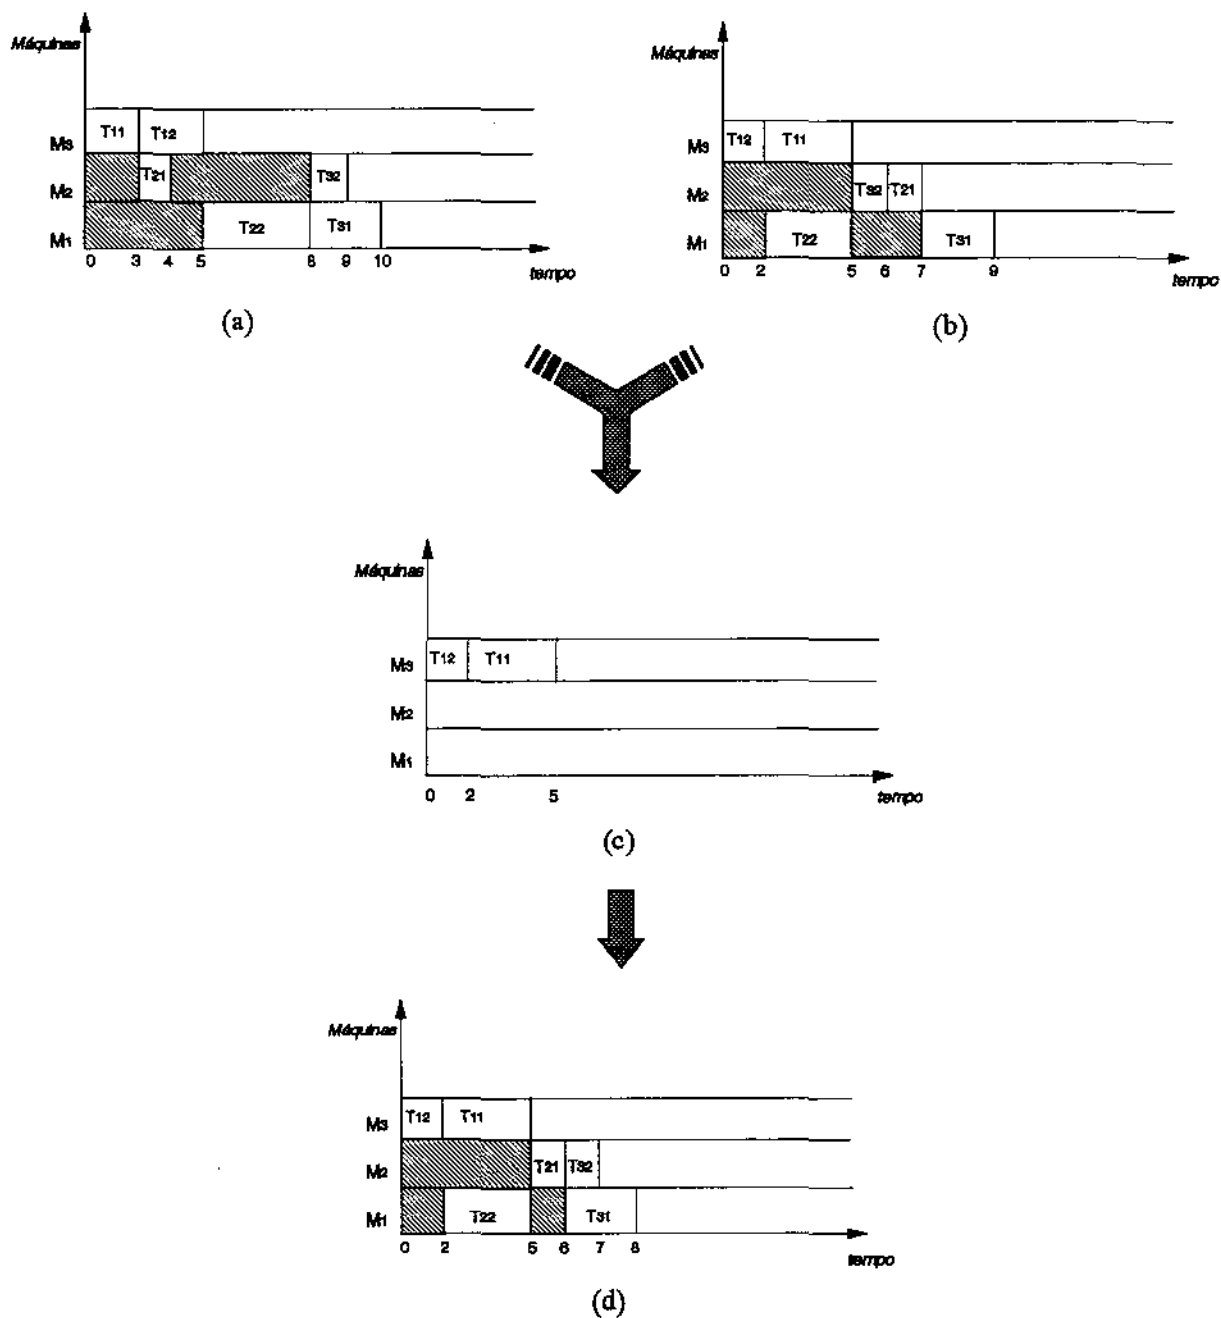 Máquinas
M3 T11 T12
M2 T21 T32
M1 T22 T31
0 3 4 5 8 9 10
tempo
(a)
Máquinas
M3 T12 T11
M2 T32 T21
M1 T22 T31
0 2 5 6 7 9
tempo
(b)
Máquinas
M3 T12 T11
M2
M1
0 2 5
tempo
(c)
Máquinas
M3 T12 T11
M2 T21 T32
M1 T22 T31
0 2 5 6 7 8
tempo
(d)